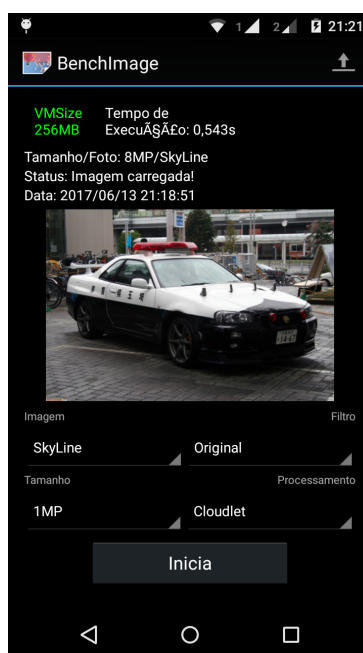 1 2 21:21
BenchImage
VMSize Tempo de
256MB ExecuÃ§Ã£o: 0,543s
Tamanho/Foto: 8MP/SkyLine
Status: Imagem carregada!
Data: 2017/06/13 21:18:51
Imagem Filtro
SkyLine Original
Tamanho Processamento
1MP Cloudlet
Inicia